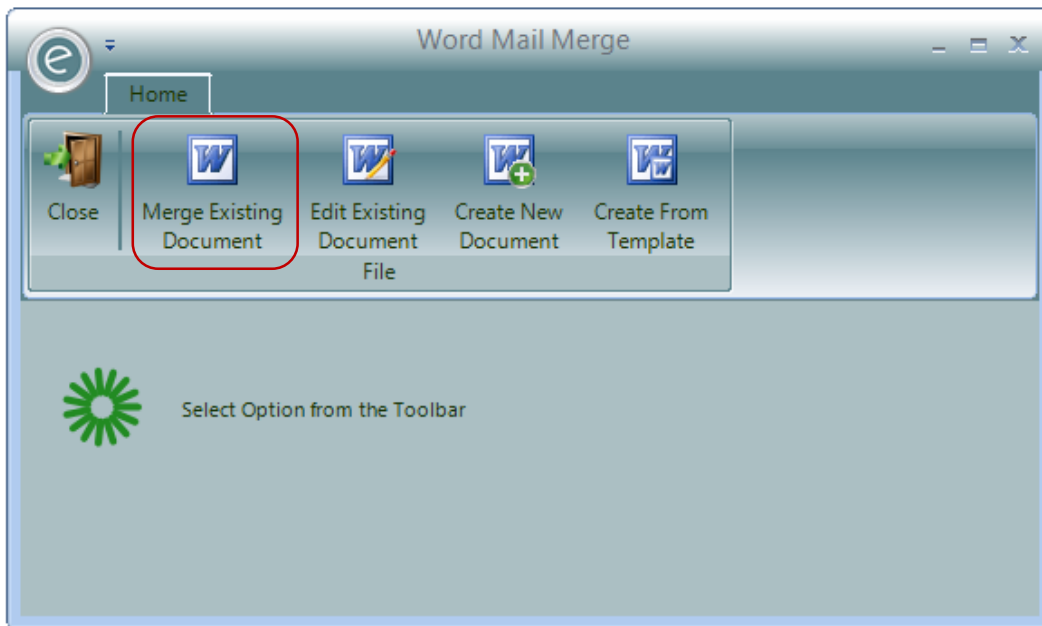 Word Mail Merge
Home
Close
Merge Existing
Document
Edit Existing
Document
Create New
Document
Create From
Template
File
Select Option from the Toolbar